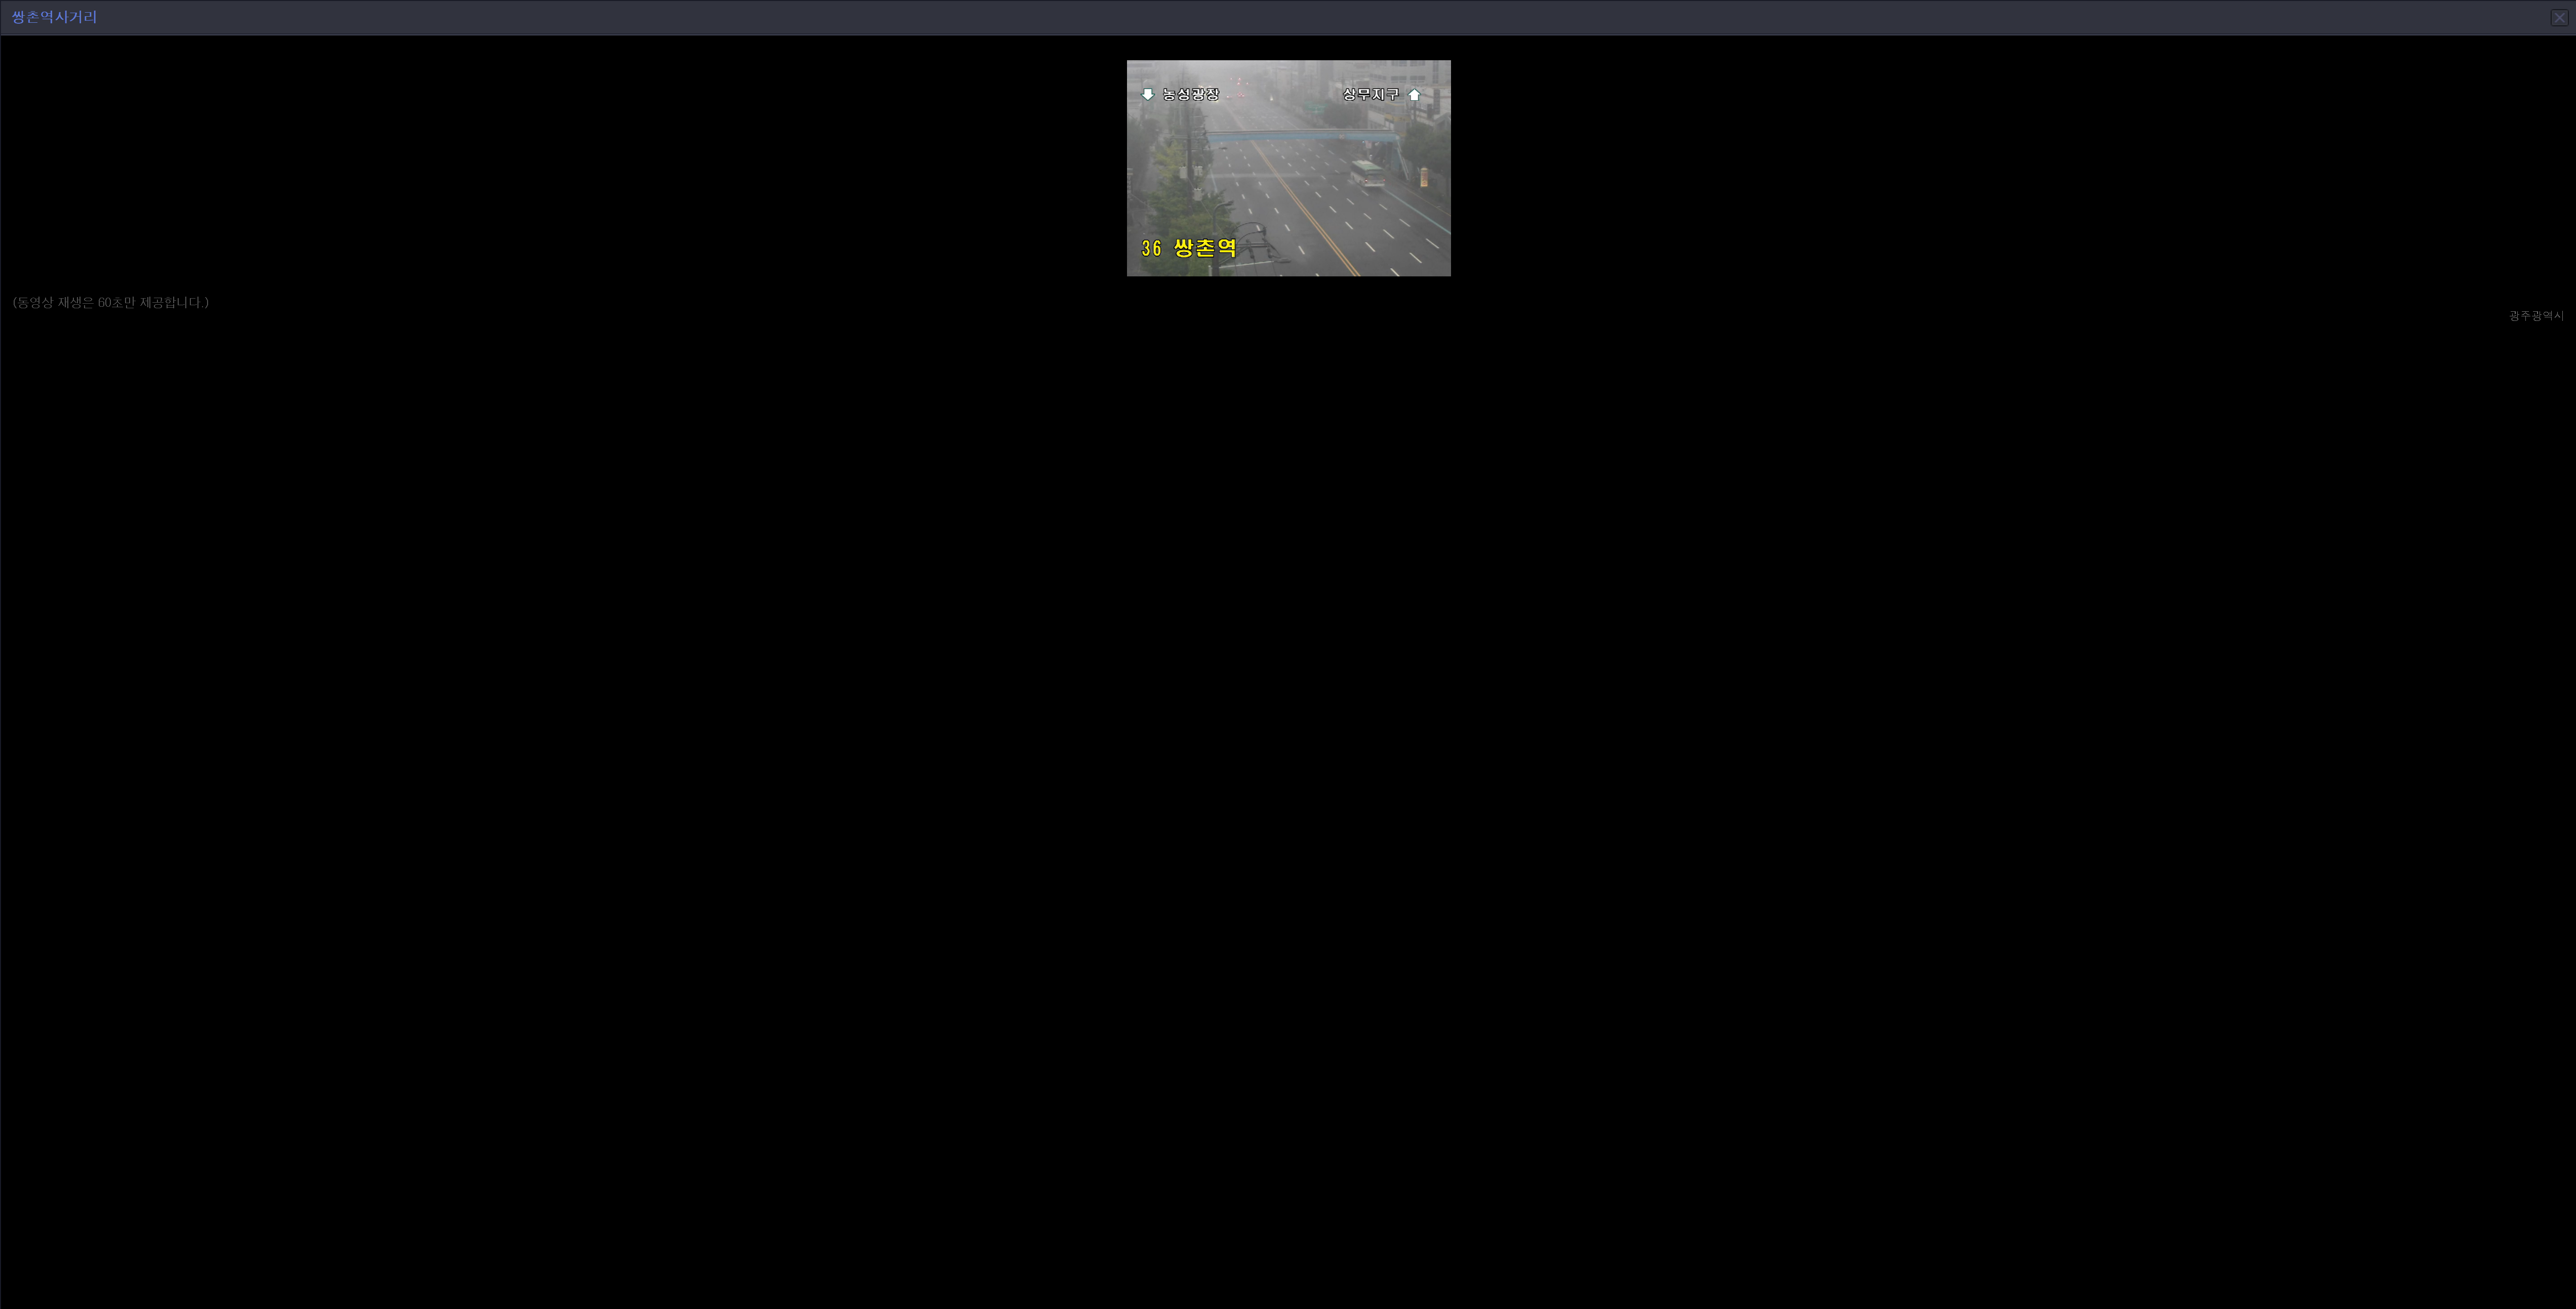 쌍촌역사거리
농성광장
상무지구
36 쌍촌역
(동영상 재생은 60초만 제공합니다.)
광주광역시